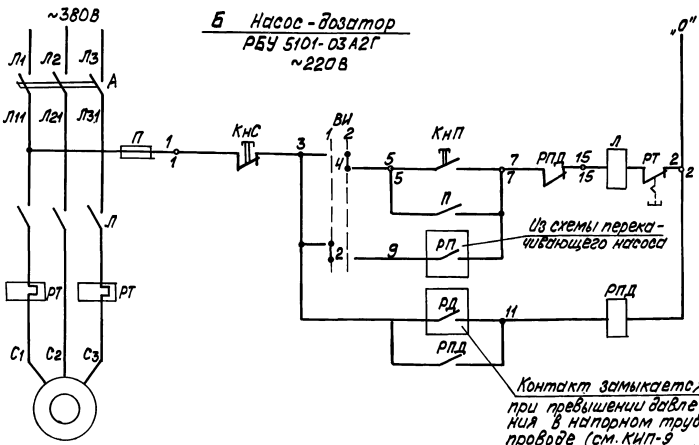 ~380В
Б Насос-дозатор
РБУ 5101-03А2Г
~220В
„0"
Л1 Л2 Л3
А
Л11 Л21 Л31
П
1
1
КнС
3
ВИ
1 2
4
КнП
5
5
7
7
РПД
15
15
Л
РТ
2
2
П
Л
Из схемы перека-
чивающего насоса
2
9
РП
РТ
РТ
РД
11
РПД
РПД
С1 С2 С3
Контакт замыкаетс
при превышении давле-
ния в напорном труб
проводе (см. КИП-9